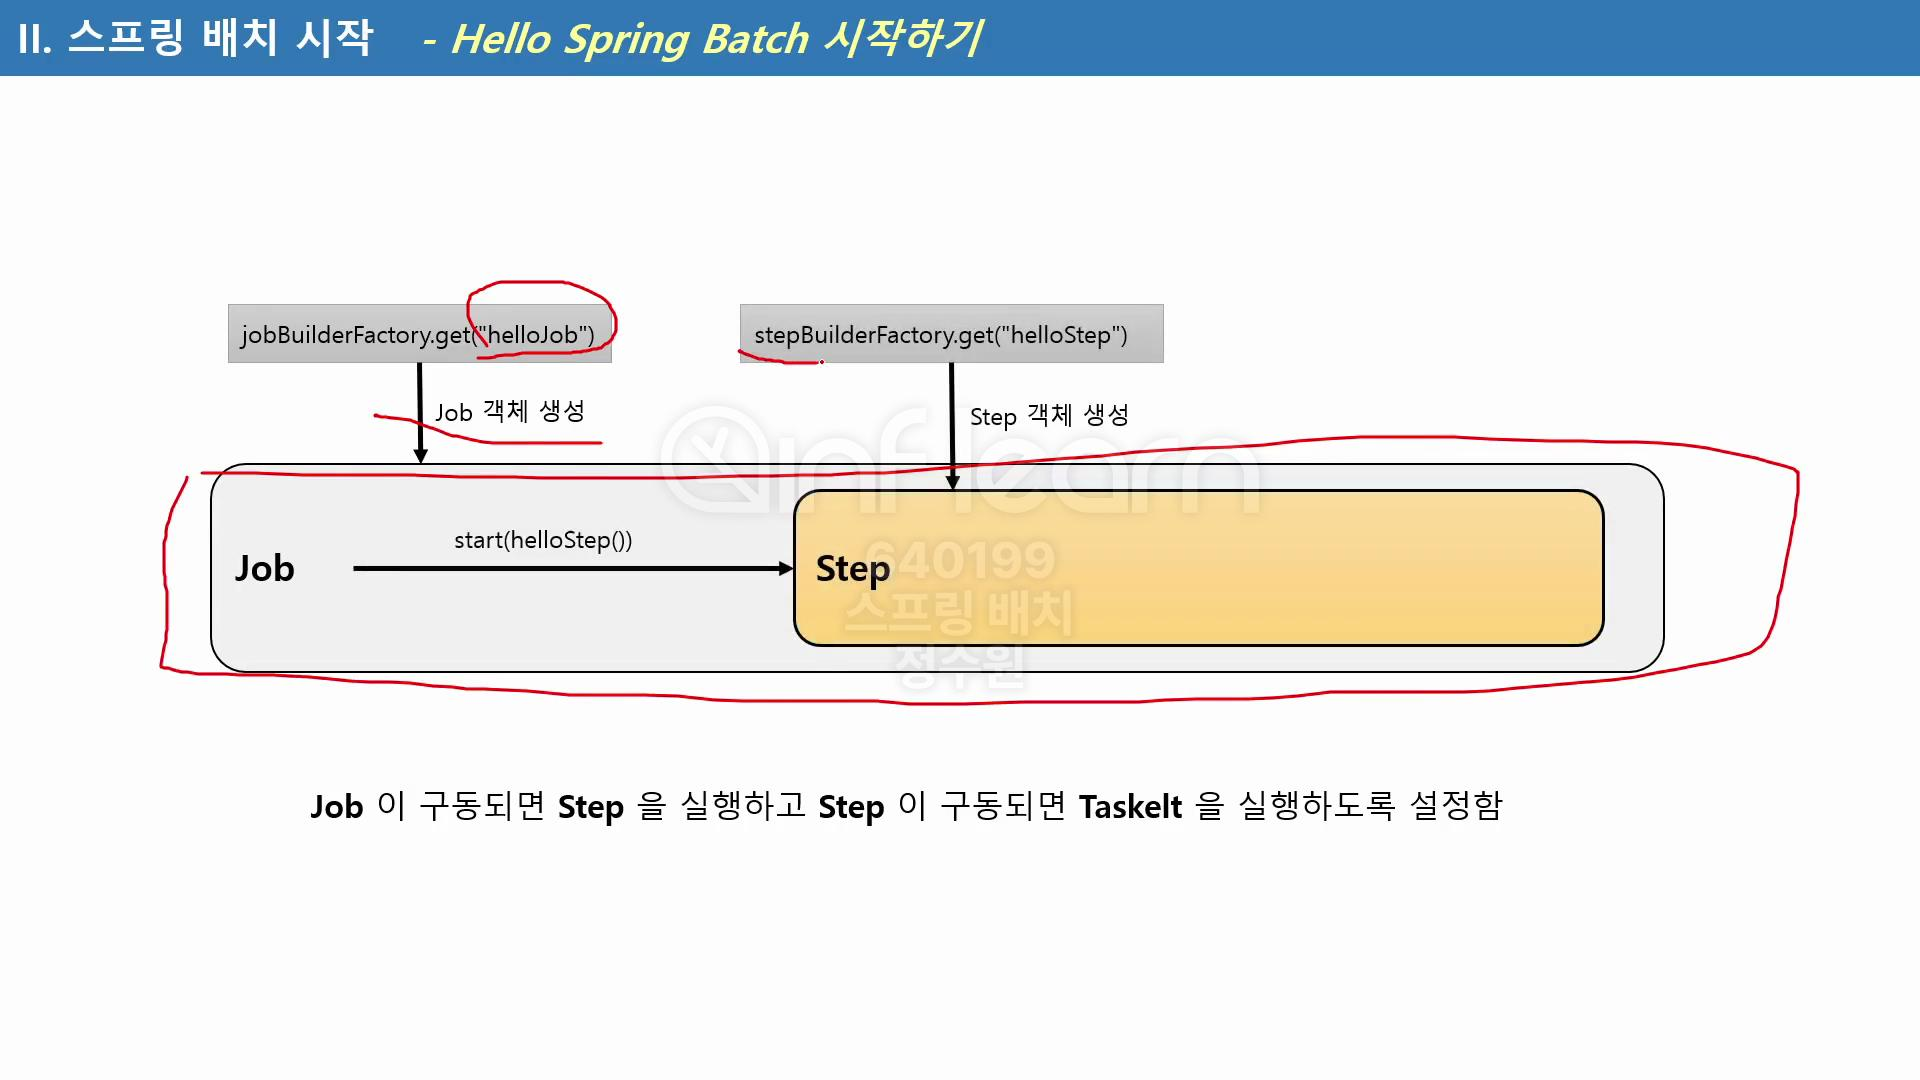 II. 스프링 배치 시작 - Hello Spring Batch 시작하기
jobBuilderFactory.get("helloJob")
stepBuilderFactory.get("helloStep")
Job 객체 생성
Step 객체 생성
inflearn
start(helloStep())
Job
Step
640199
스프링 배치
정수원
Job 이 구동되면 Step 을 실행하고 Step 이 구동되면 Taskelt 을 실행하도록 설정함